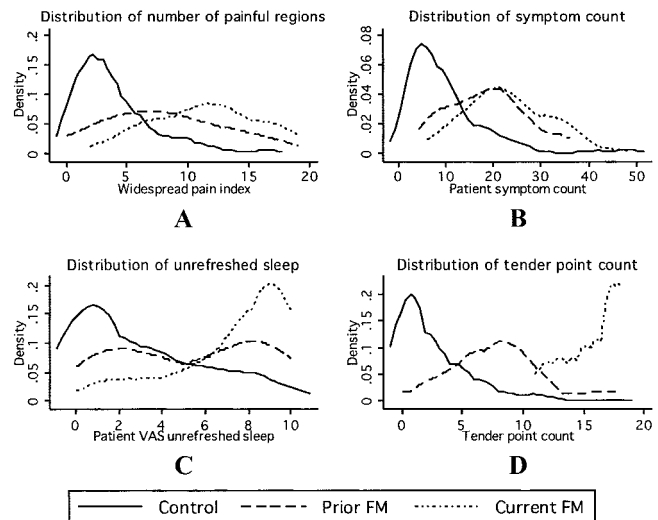 Distribution of number of painful regions
Density
0 .05 .1 .15 .2
0 5 10 15 20
Widespread pain index
A
Distribution of symptom count
Density
0 .02 .04 .06 .08
0 10 20 30 40 50
Patient symptom count
B
Distribution of unrefreshed sleep
Density
0 .05 .1 .15 .2
0 2 4 6 8 10
Patient VAS unrefreshed sleep
C
Distribution of tender point count
Density
0 .05 .1 .15 .2
0 5 10 15 20
Tender point count
D
Control Prior FM Current FM